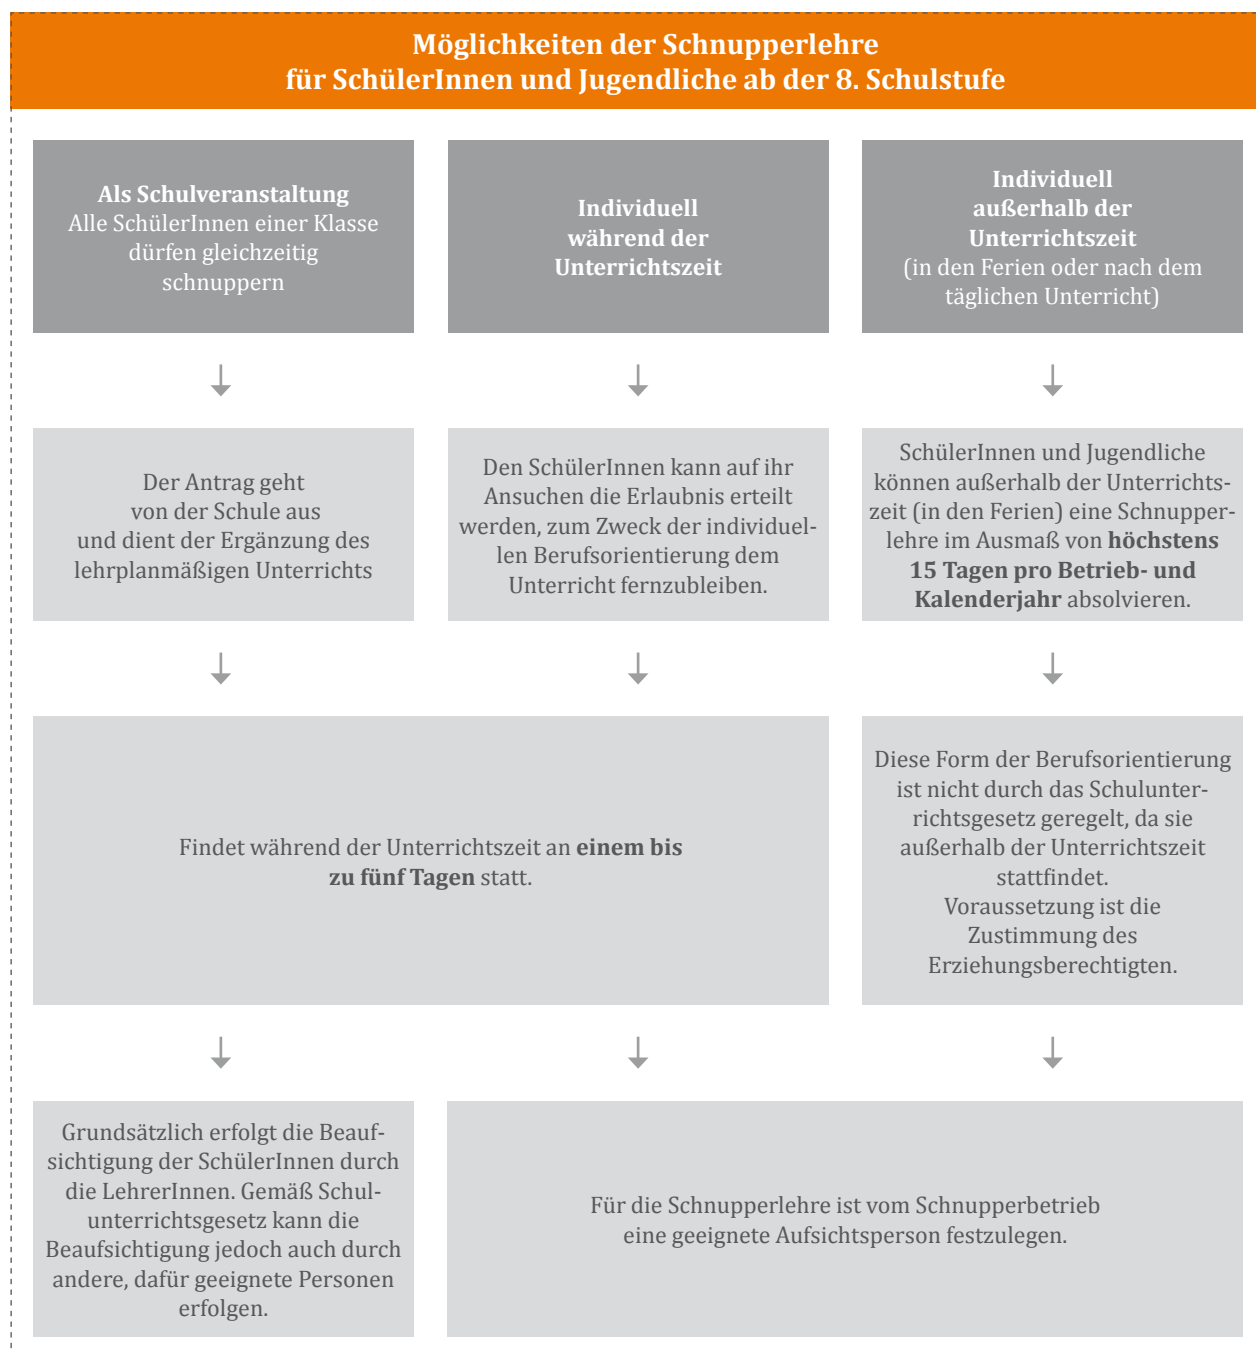 Möglichkeiten der Schnupperlehre
für SchülerInnen und Jugendliche ab der 8. Schulstufe
Als Schulveranstaltung
Alle SchülerInnen einer Klasse
dürfen gleichzeitig
schnuppern
Individuell
während der
Unterrichtszeit
Individuell
außerhalb der
Unterrichtszeit
(in den Ferien oder nach dem
täglichen Unterricht)
Der Antrag geht
von der Schule aus
und dient der Ergänzung des
lehrplanmäßigen Unterrichts
Den SchülerInnen kann auf ihr
Ansuchen die Erlaubnis erteilt
werden, zum Zweck der individuel-
len Berufsorientierung dem
Unterricht fernzubleiben.
SchülerInnen und Jugendliche
können außerhalb der Unterrichts-
zeit (in den Ferien) eine Schnupper-
lehre im Ausmaß von höchstens
15 Tagen pro Betrieb- und
Kalenderjahr absolvieren.
Findet während der Unterrichtszeit an einem bis
zu fünf Tagen statt.
Diese Form der Berufsorientierung
ist nicht durch das Schulunter-
richtsgesetz geregelt, da sie
außerhalb der Unterrichtszeit
stattfindet.
Voraussetzung ist die
Zustimmung des
Erziehungsberechtigten.
Grundsätzlich erfolgt die Beauf-
sichtigung der SchülerInnen durch
die LehrerInnen. Gemäß Schul-
unterrichtsgesetz kann die
Beaufsichtigung jedoch auch durch
andere, dafür geeignete Personen
erfolgen.
Für die Schnupperlehre ist vom Schnupperbetrieb
eine geeignete Aufsichtsperson festzulegen.